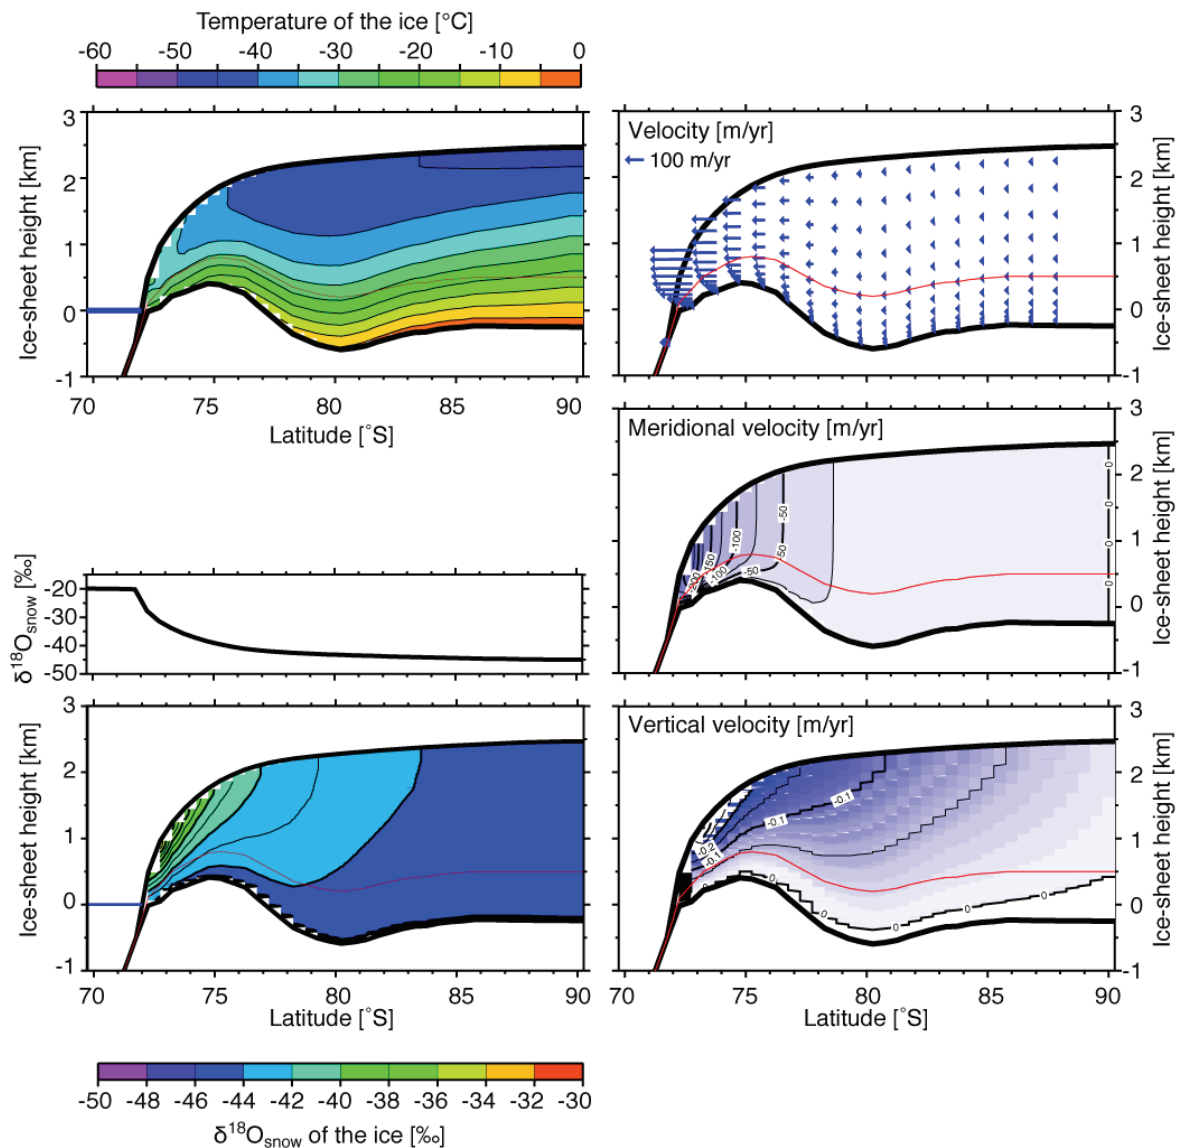 Temperature of the ice [°C]
-60 -50 -40 -30 -20 -10 0
3
2
1
0
-1
Ice-sheet height [km]
70 75 80 85 90
Latitude [°S]
Velocity [m/yr]
100 m/yr
3
2
1
0
-1
Ice-sheet height [km]
Meridional velocity [m/yr]
-200
-150
-100
-100
-50
-50
-50
0
0
0
3
2
1
0
-1
Ice-sheet height [km]
δ18Osnow [‰]
-20
-30
-40
-50
3
2
1
0
-1
Ice-sheet height [km]
70 75 80 85 90
Latitude [°S]
Vertical velocity [m/yr]
-0.1
-0.1
-0.1
-0.2
-0.1
0
0
0
0
0
0
0
3
2
1
0
-1
Ice-sheet height [km]
70 75 80 85 90
Latitude [°S]
-50 -48 -46 -44 -42 -40 -38 -36 -34 -32 -30
δ18Osnow of the ice [‰]